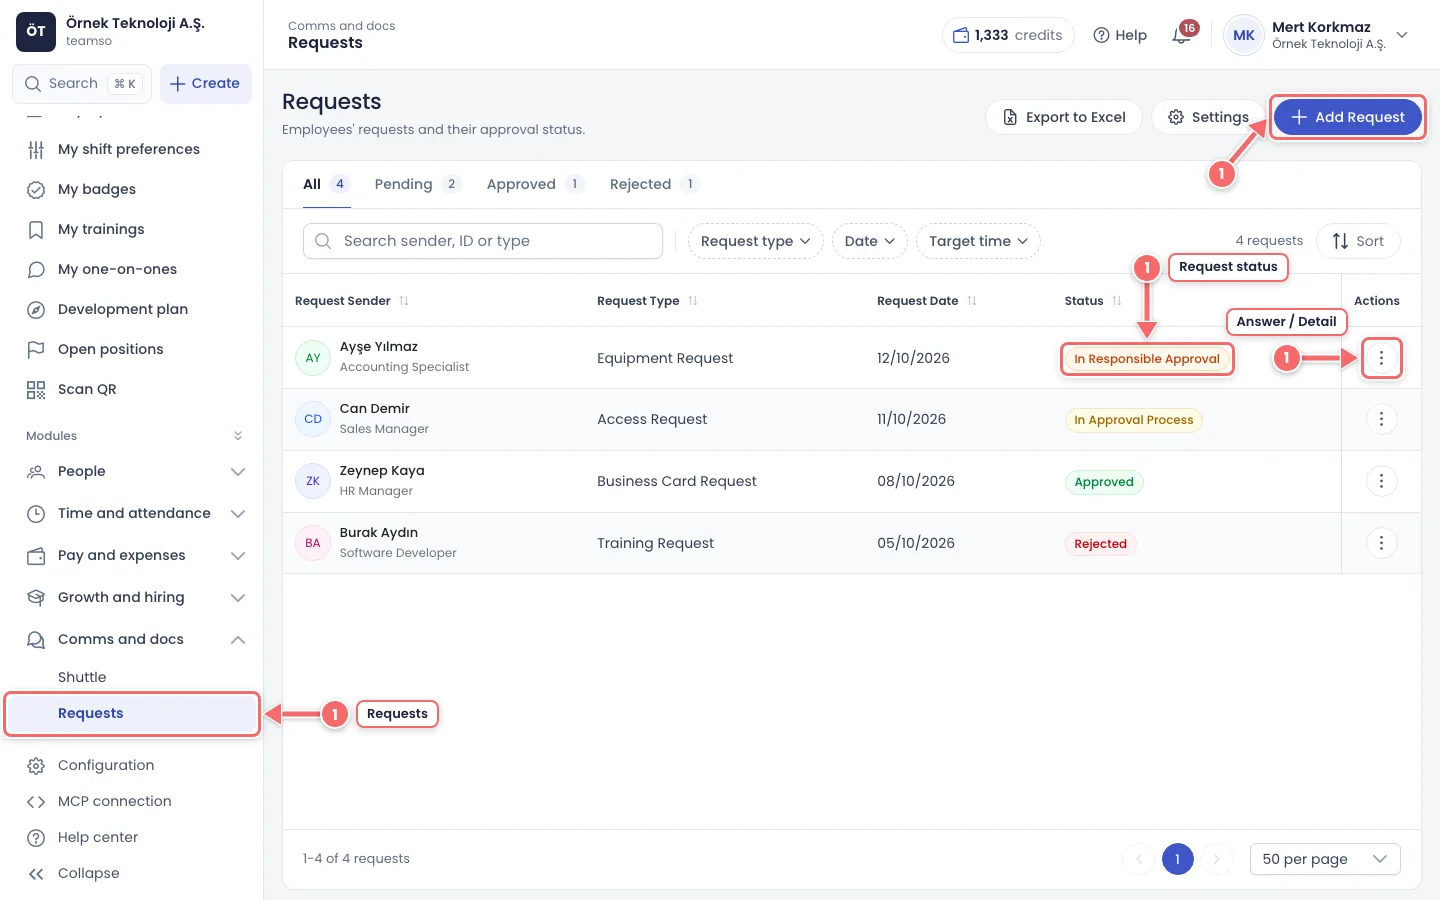 ÖT
Örnek Teknoloji A.Ş.
teamso
Search
⌘ K
Create
My shift preferences
My badges
My trainings
My one-on-ones
Development plan
Open positions
Scan QR
Modules
People
Time and attendance
Pay and expenses
Growth and hiring
Comms and docs
Shuttle
Requests
Configuration
MCP connection
Help center
Collapse
Comms and docs
Requests
1,333 credits
Help
16
MK
Mert Korkmaz
Örnek Teknoloji A.Ş.
Requests
Employees' requests and their approval status.
Export to Excel
Settings
Add Request
1
All 4
Pending 2
Approved 1
Rejected 1
Search sender, ID or type
Request type
Date
Target time
4 requests
Sort
1
Request status
Request Sender
Request Type
Request Date
Status
Actions
Answer / Detail
1
AY
Ayşe Yılmaz
Accounting Specialist
Equipment Request
12/10/2026
In Responsible Approval
CD
Can Demir
Sales Manager
Access Request
11/10/2026
In Approval Process
ZK
Zeynep Kaya
HR Manager
Business Card Request
08/10/2026
Approved
BA
Burak Aydın
Software Developer
Training Request
05/10/2026
Rejected
1
Requests
1-4 of 4 requests
1
50 per page